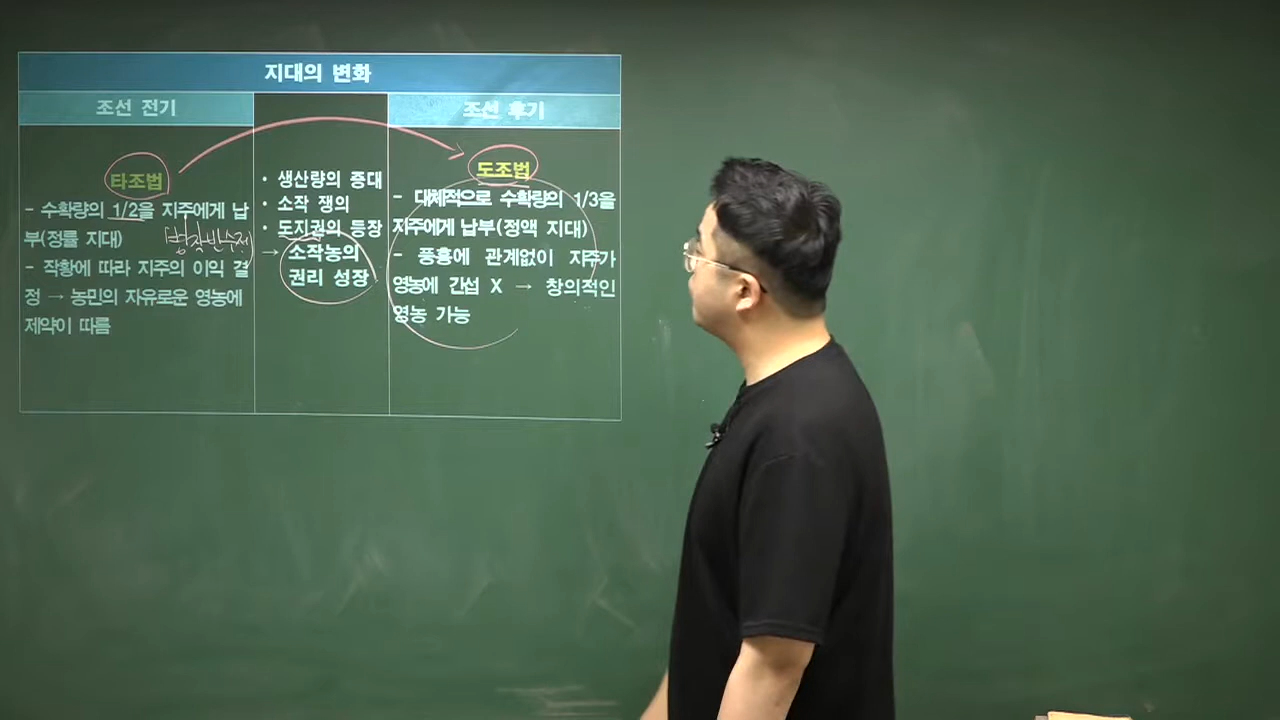 지대의 변화
조선 전기
타조법
- 수확량의 1/2을 지주에게 납
부(정률 지대)
병작반수제
- 작황에 따라 지주의 이익 결
정 → 농민의 자유로운 영농에
제약이 따름
· 생산량의 증대
· 소작 쟁의
· 도지권의 등장
→ 소작농의
권리 성장
조선 후기
도조법
- 대체적으로 수확량의 1/3을
지주에게 납부(정액 지대)
- 풍흉에 관계없이 지주가
영농에 간섭 X → 창의적인
영농 가능